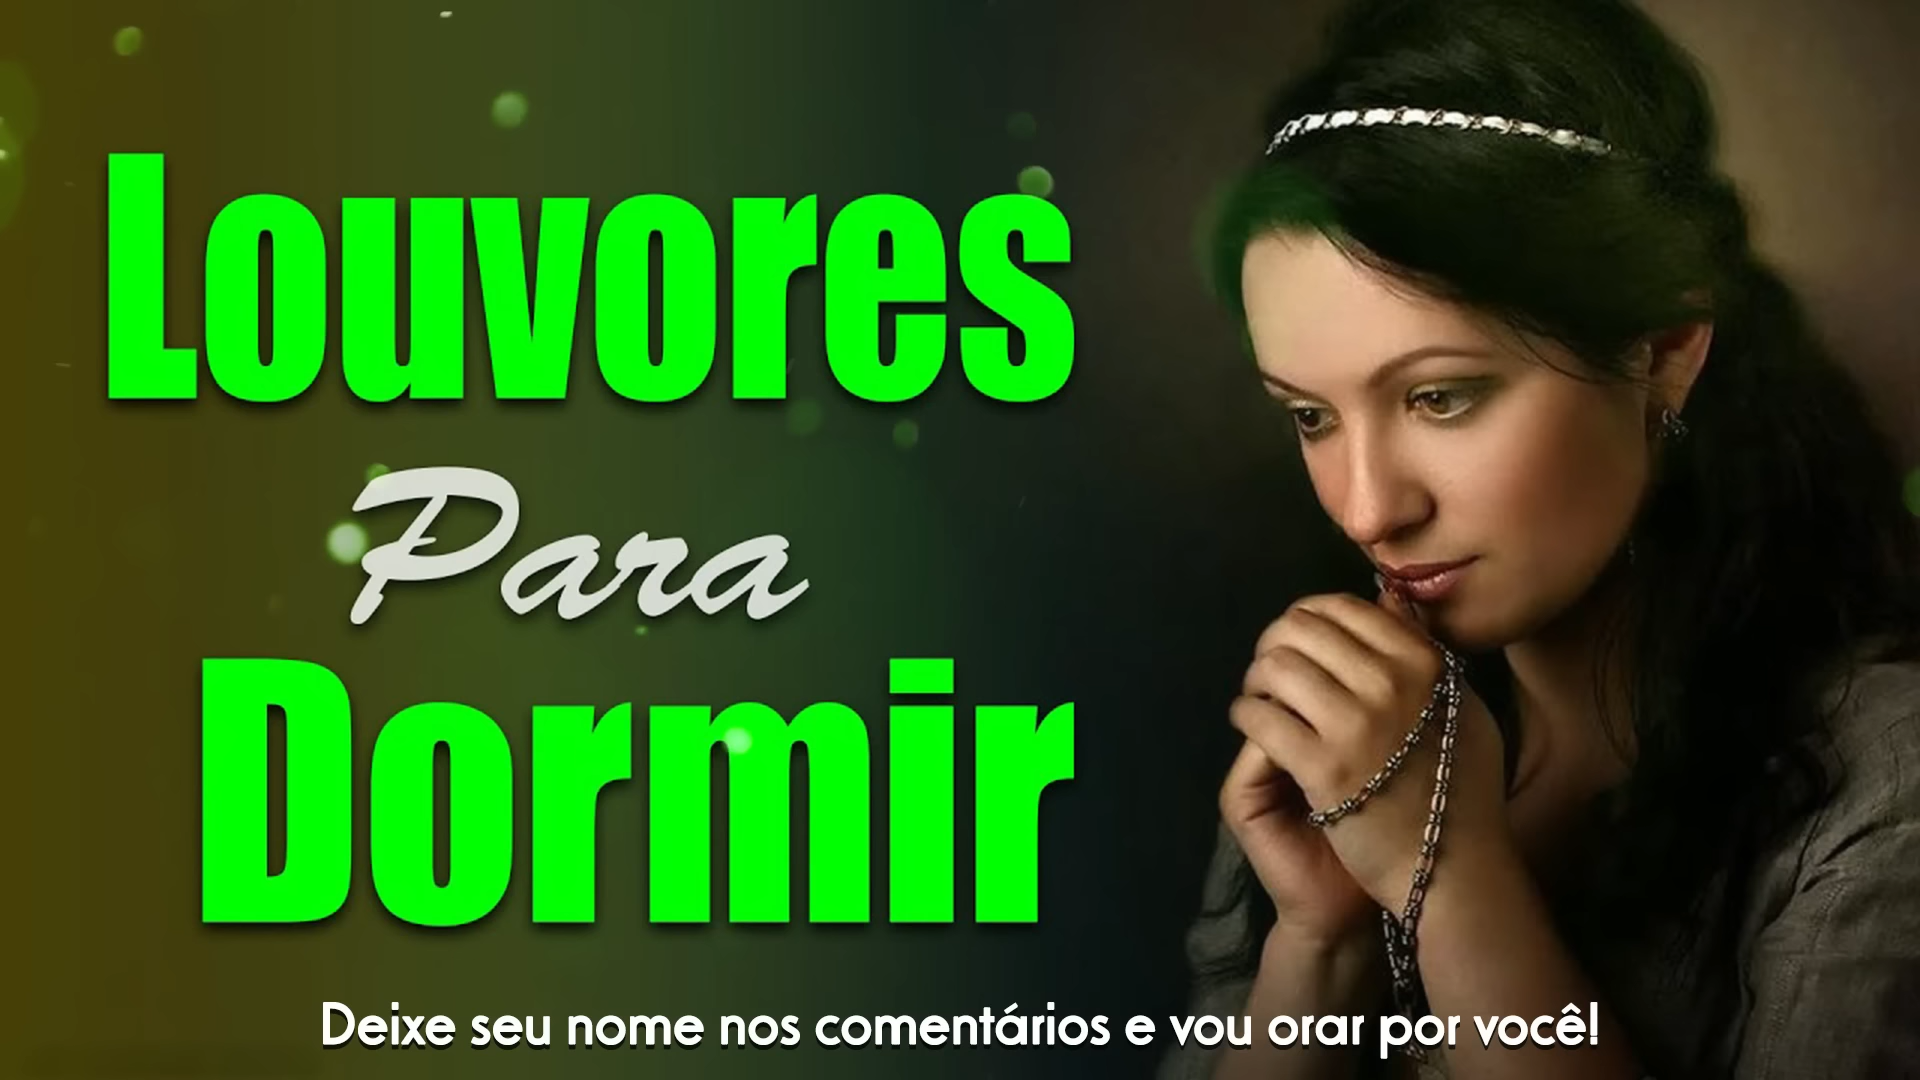 Louvores
Para
Dormir
Deixe seu nome nos comentários e vou orar por você!